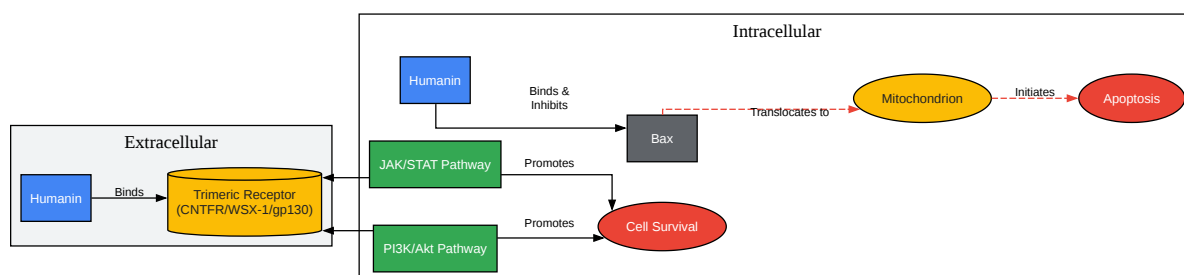 Intracellular
Humanin
Binds &
Inhibits
Bax
Translocates to
Mitochondrion
Initiates
Apoptosis
Extracellular
Humanin
Binds
Trimeric Receptor
(CNTFR/WSX-1/gp130)
JAK/STAT Pathway
Promotes
PI3K/Akt Pathway
Promotes
Cell Survival